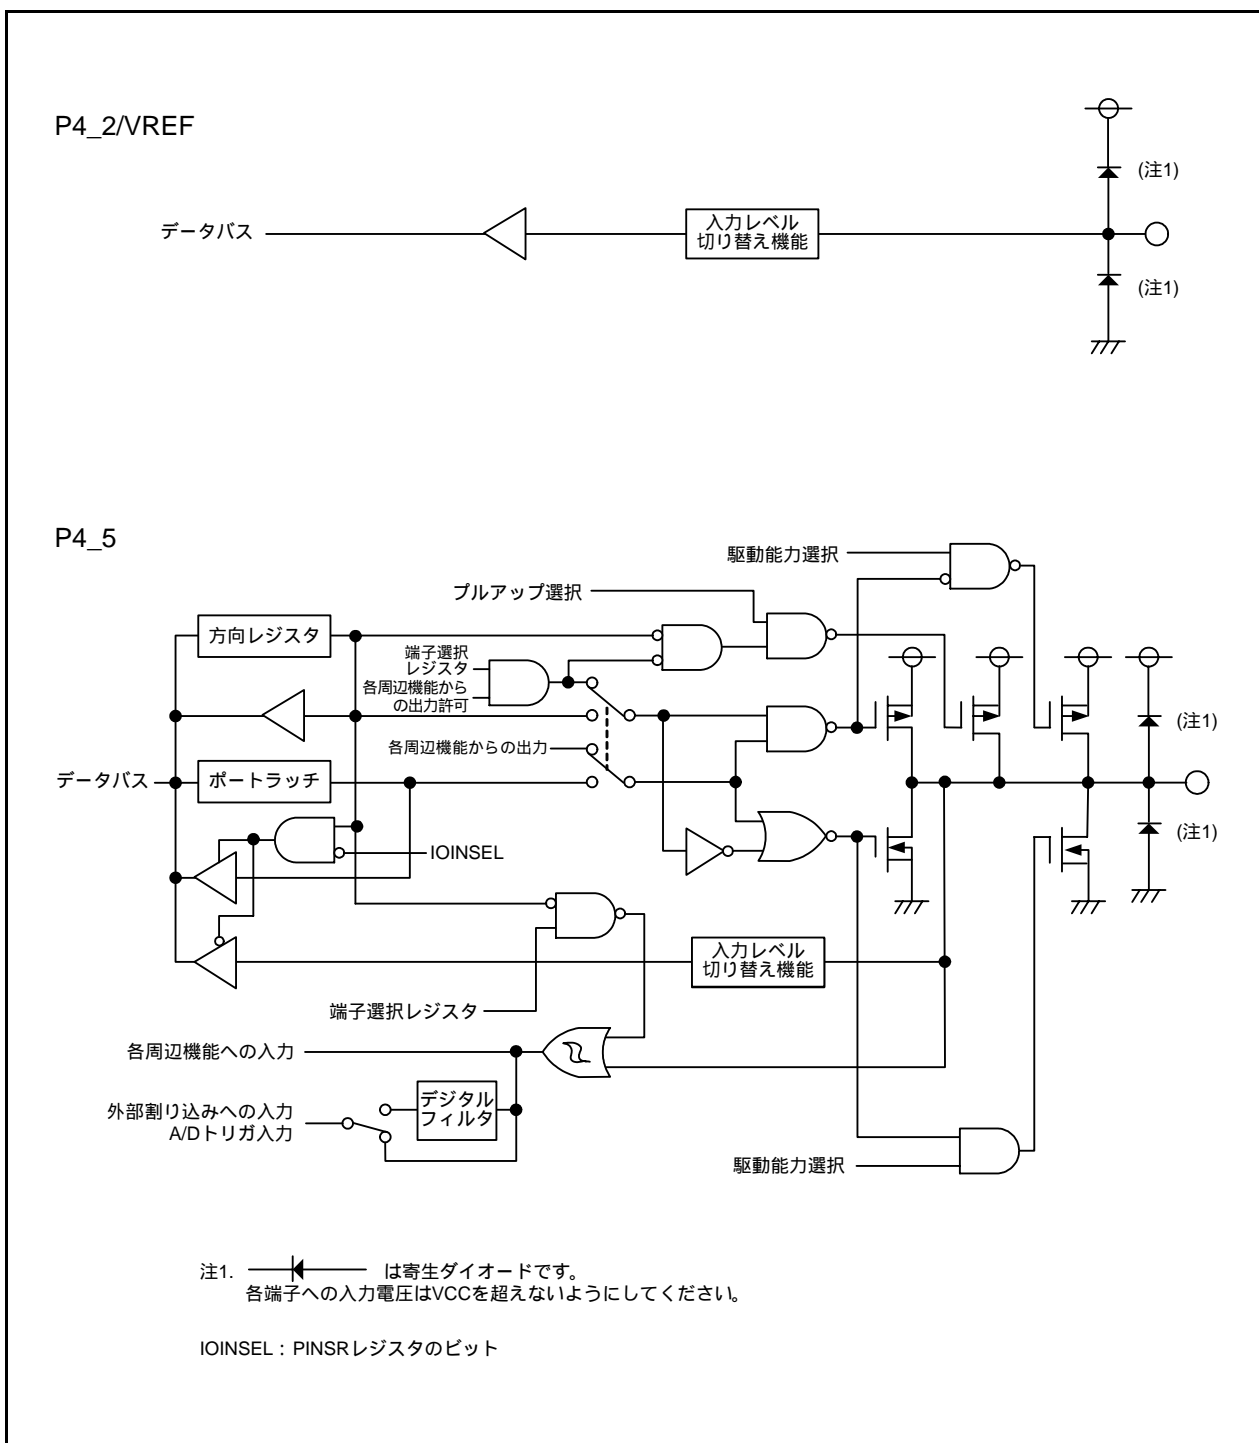 P4_2/VREF
(注1)
データバス
入力レベル
切り替え機能
(注1)
P4_5
駆動能力選択
プルアップ選択
方向レジスタ
端子選択
レジスタ
各周辺機能から
の出力許可
(注1)
各周辺機能からの出力
データバス
ポートラッチ
(注1)
IOINSEL
入力レベル
切り替え機能
端子選択レジスタ
各周辺機能への入力
デジタル
フィルタ
外部割り込みへの入力
A/Dトリガ入力
駆動能力選択
注1. は寄生ダイオードです。
各端子への入力電圧はVCCを超えないようにしてください。
IOINSEL：PINSRレジスタのビット